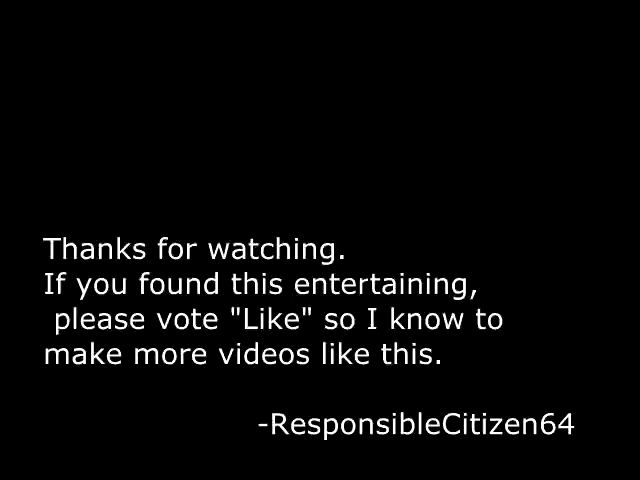 Thanks for watching.
If you found this entertaining,
please vote "Like" so I know to
make more videos like this.
-ResponsibleCitizen64